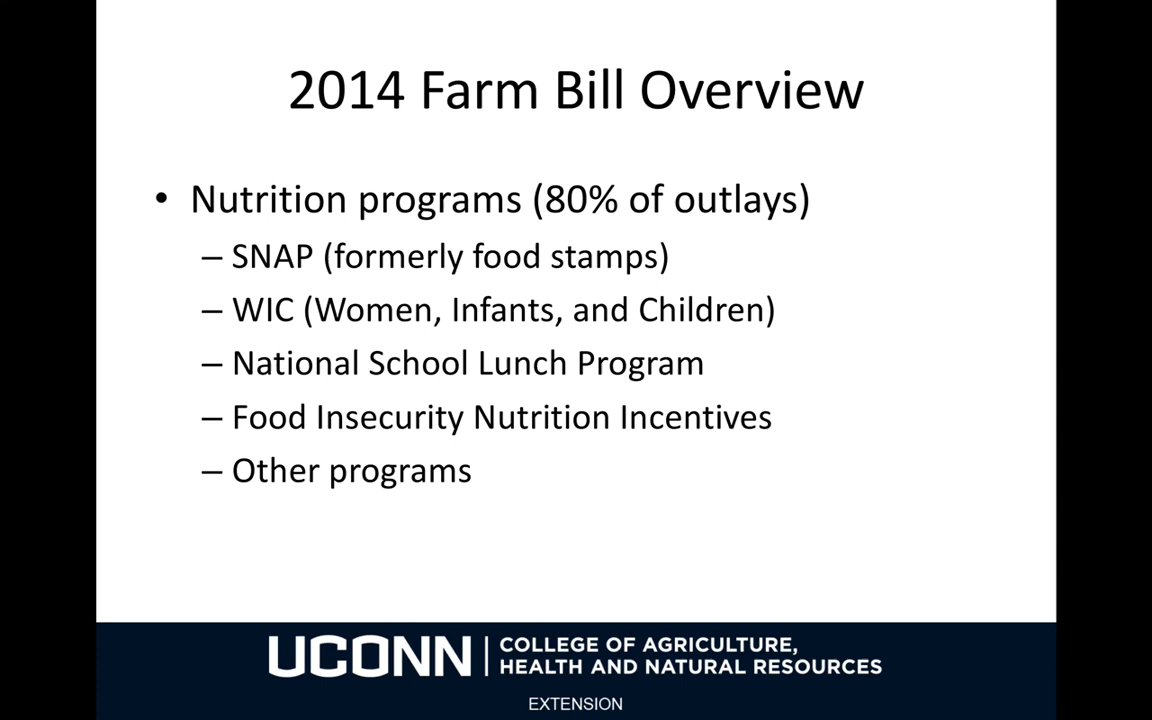 2014 Farm Bill Overview
• Nutrition programs (80% of outlays)
– SNAP (formerly food stamps)
– WIC (Women, Infants, and Children)
– National School Lunch Program
– Food Insecurity Nutrition Incentives
– Other programs
UCONN | COLLEGE OF AGRICULTURE,
HEALTH AND NATURAL RESOURCES
EXTENSION